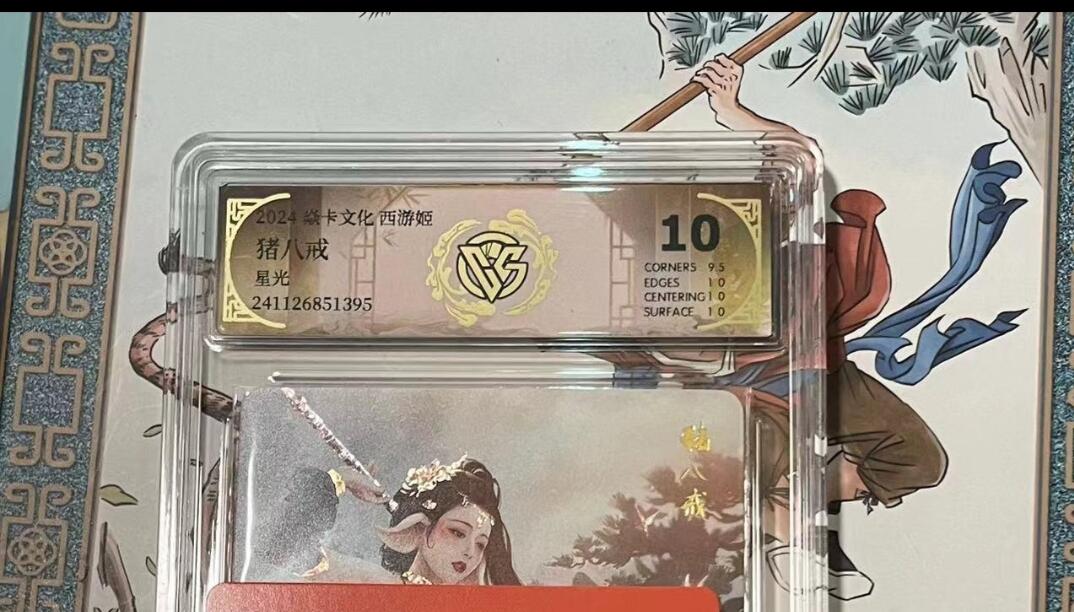 2024 焱卡文化 西游姬
猪八戒
星光
241126851395
10
CORNERS 9.5
EDGES 10
CENTERING 10
SURFACE 10
猪八戒